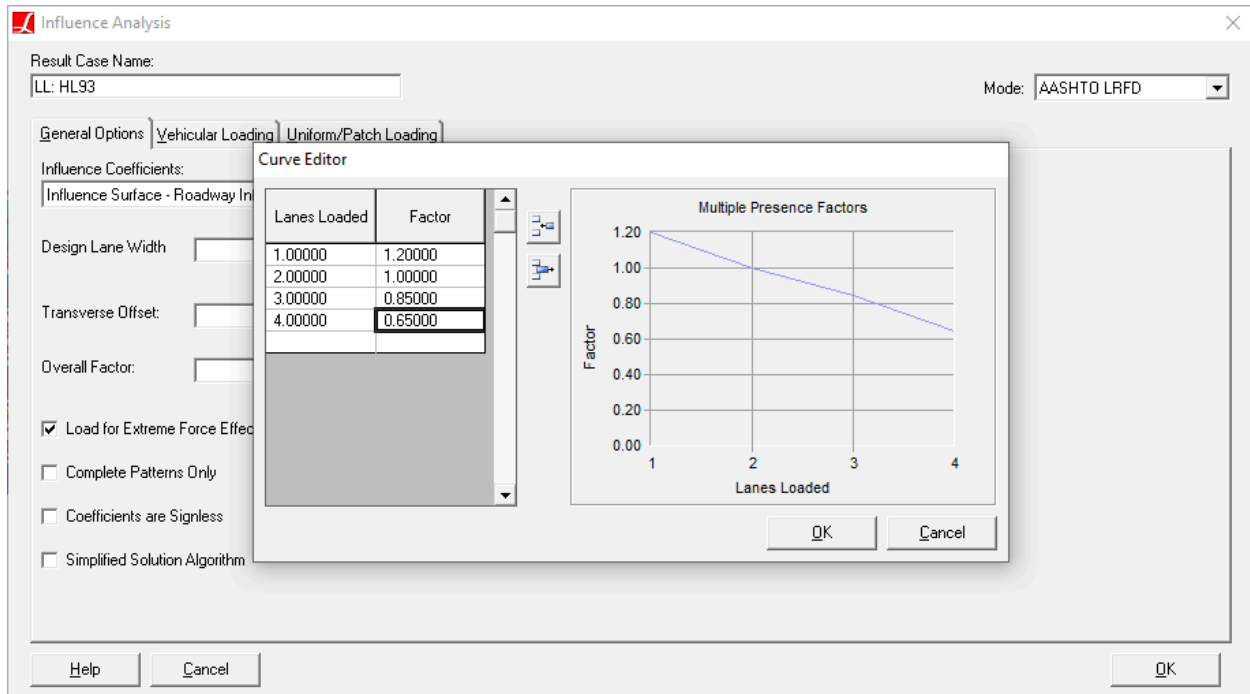 Influence Analysis
Result Case Name:
LL: HL93
Mode: AASHTO LRFD
General Options Vehicular Loading Uniform/Patch Loading
Influence Coefficients:
Influence Surface - Roadway
Design Lane Width
Transverse Offset:
Overall Factor:
Load for Extreme Force
Complete Patterns Only
Coefficients are Signless
Simplified Solution Algorithm
Curve Editor
Lanes Loaded Factor
1.00000 1.20000
2.00000 1.00000
3.00000 0.85000
4.00000 0.65000
Multiple Presence Factors
1.20
1.00
0.80
0.60
0.40
0.20
0.00
Factor
1 2 3 4
Lanes Loaded
OK Cancel
Help Cancel OK